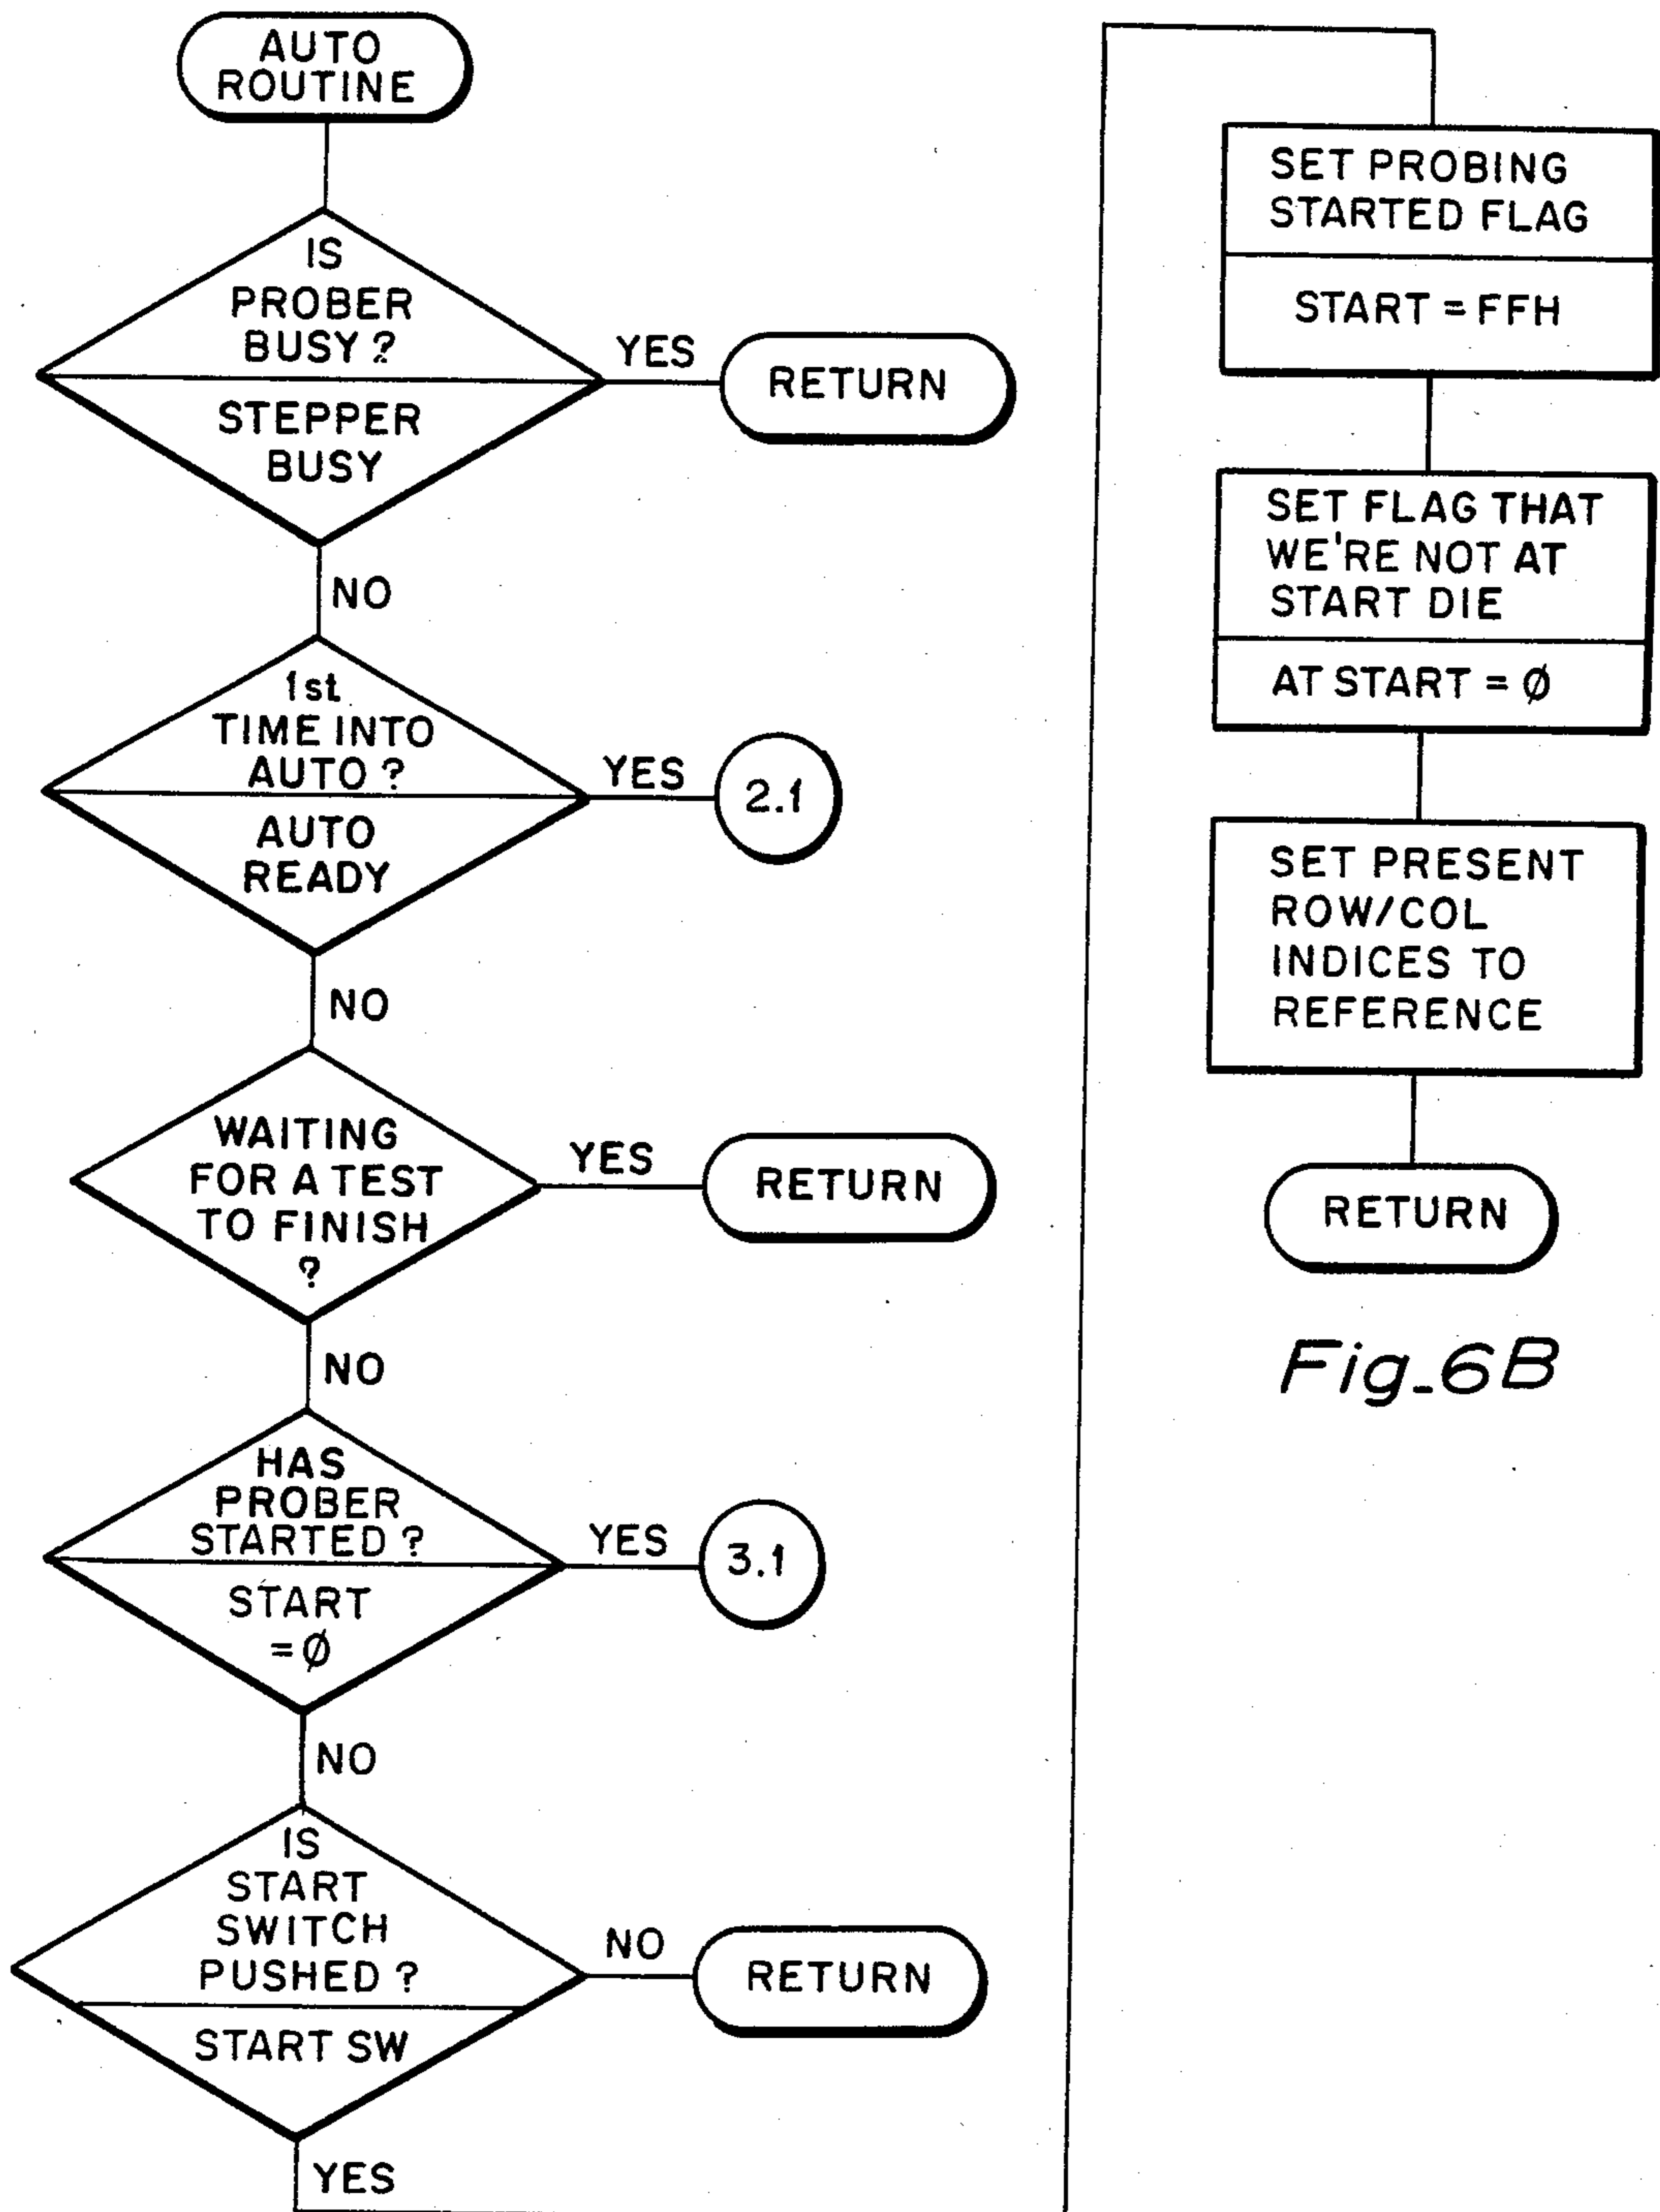 AUTO
ROUTINE
IS
PROBER
BUSY?
STEPPER
BUSY
YES
RETURN
NO
1st
TIME INTO
AUTO?
AUTO
READY
YES
2.1
NO
WAITING
FOR A TEST
TO FINISH
?
YES
RETURN
NO
HAS
PROBER
STARTED?
START
=Ø
YES
3.1
NO
IS
START
SWITCH
PUSHED?
START SW
NO
RETURN
YES
SET PROBING
STARTED FLAG
START = FFH
SET FLAG THAT
WE'RE NOT AT
START DIE
AT START = Ø
SET PRESENT
ROW/COL
INDICES TO
REFERENCE
RETURN
Fig_6B